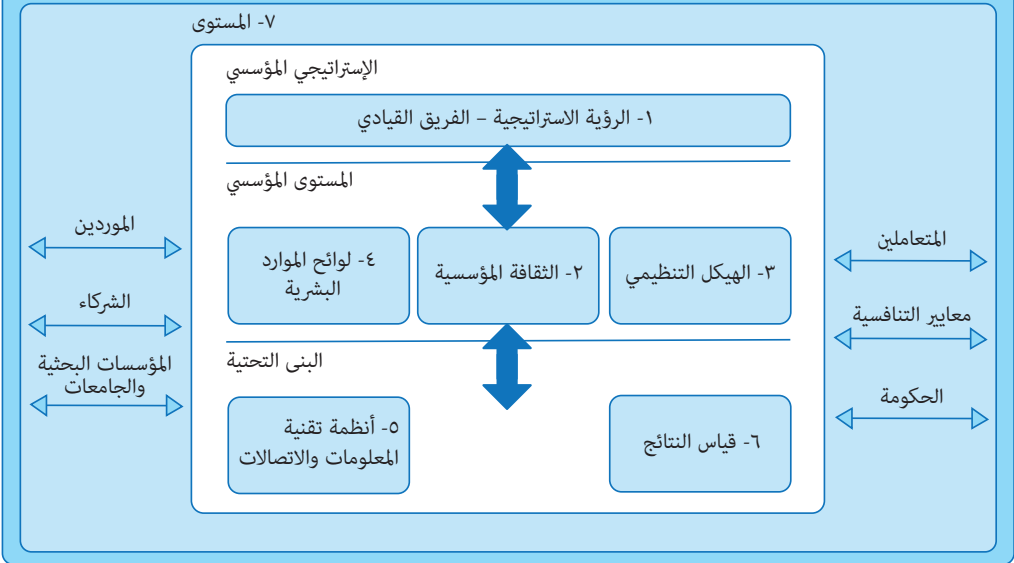 ٧- المستوى
الإستراتيجي المؤسسي
١- الرؤية الاستراتيجية – الفريق القيادي
المستوى المؤسسي
٣- الهيكل التنظيمي
٢- الثقافة المؤسسية
٤- لوائح الموارد
البشرية
البنى التحتية
٦- قياس النتائج
٥- أنظمة تقنية
المعلومات والاتصالات
المتعاملين
معايير التنافسية
الحكومة
الموردين
الشركاء
المؤسسات البحثية
والجامعات